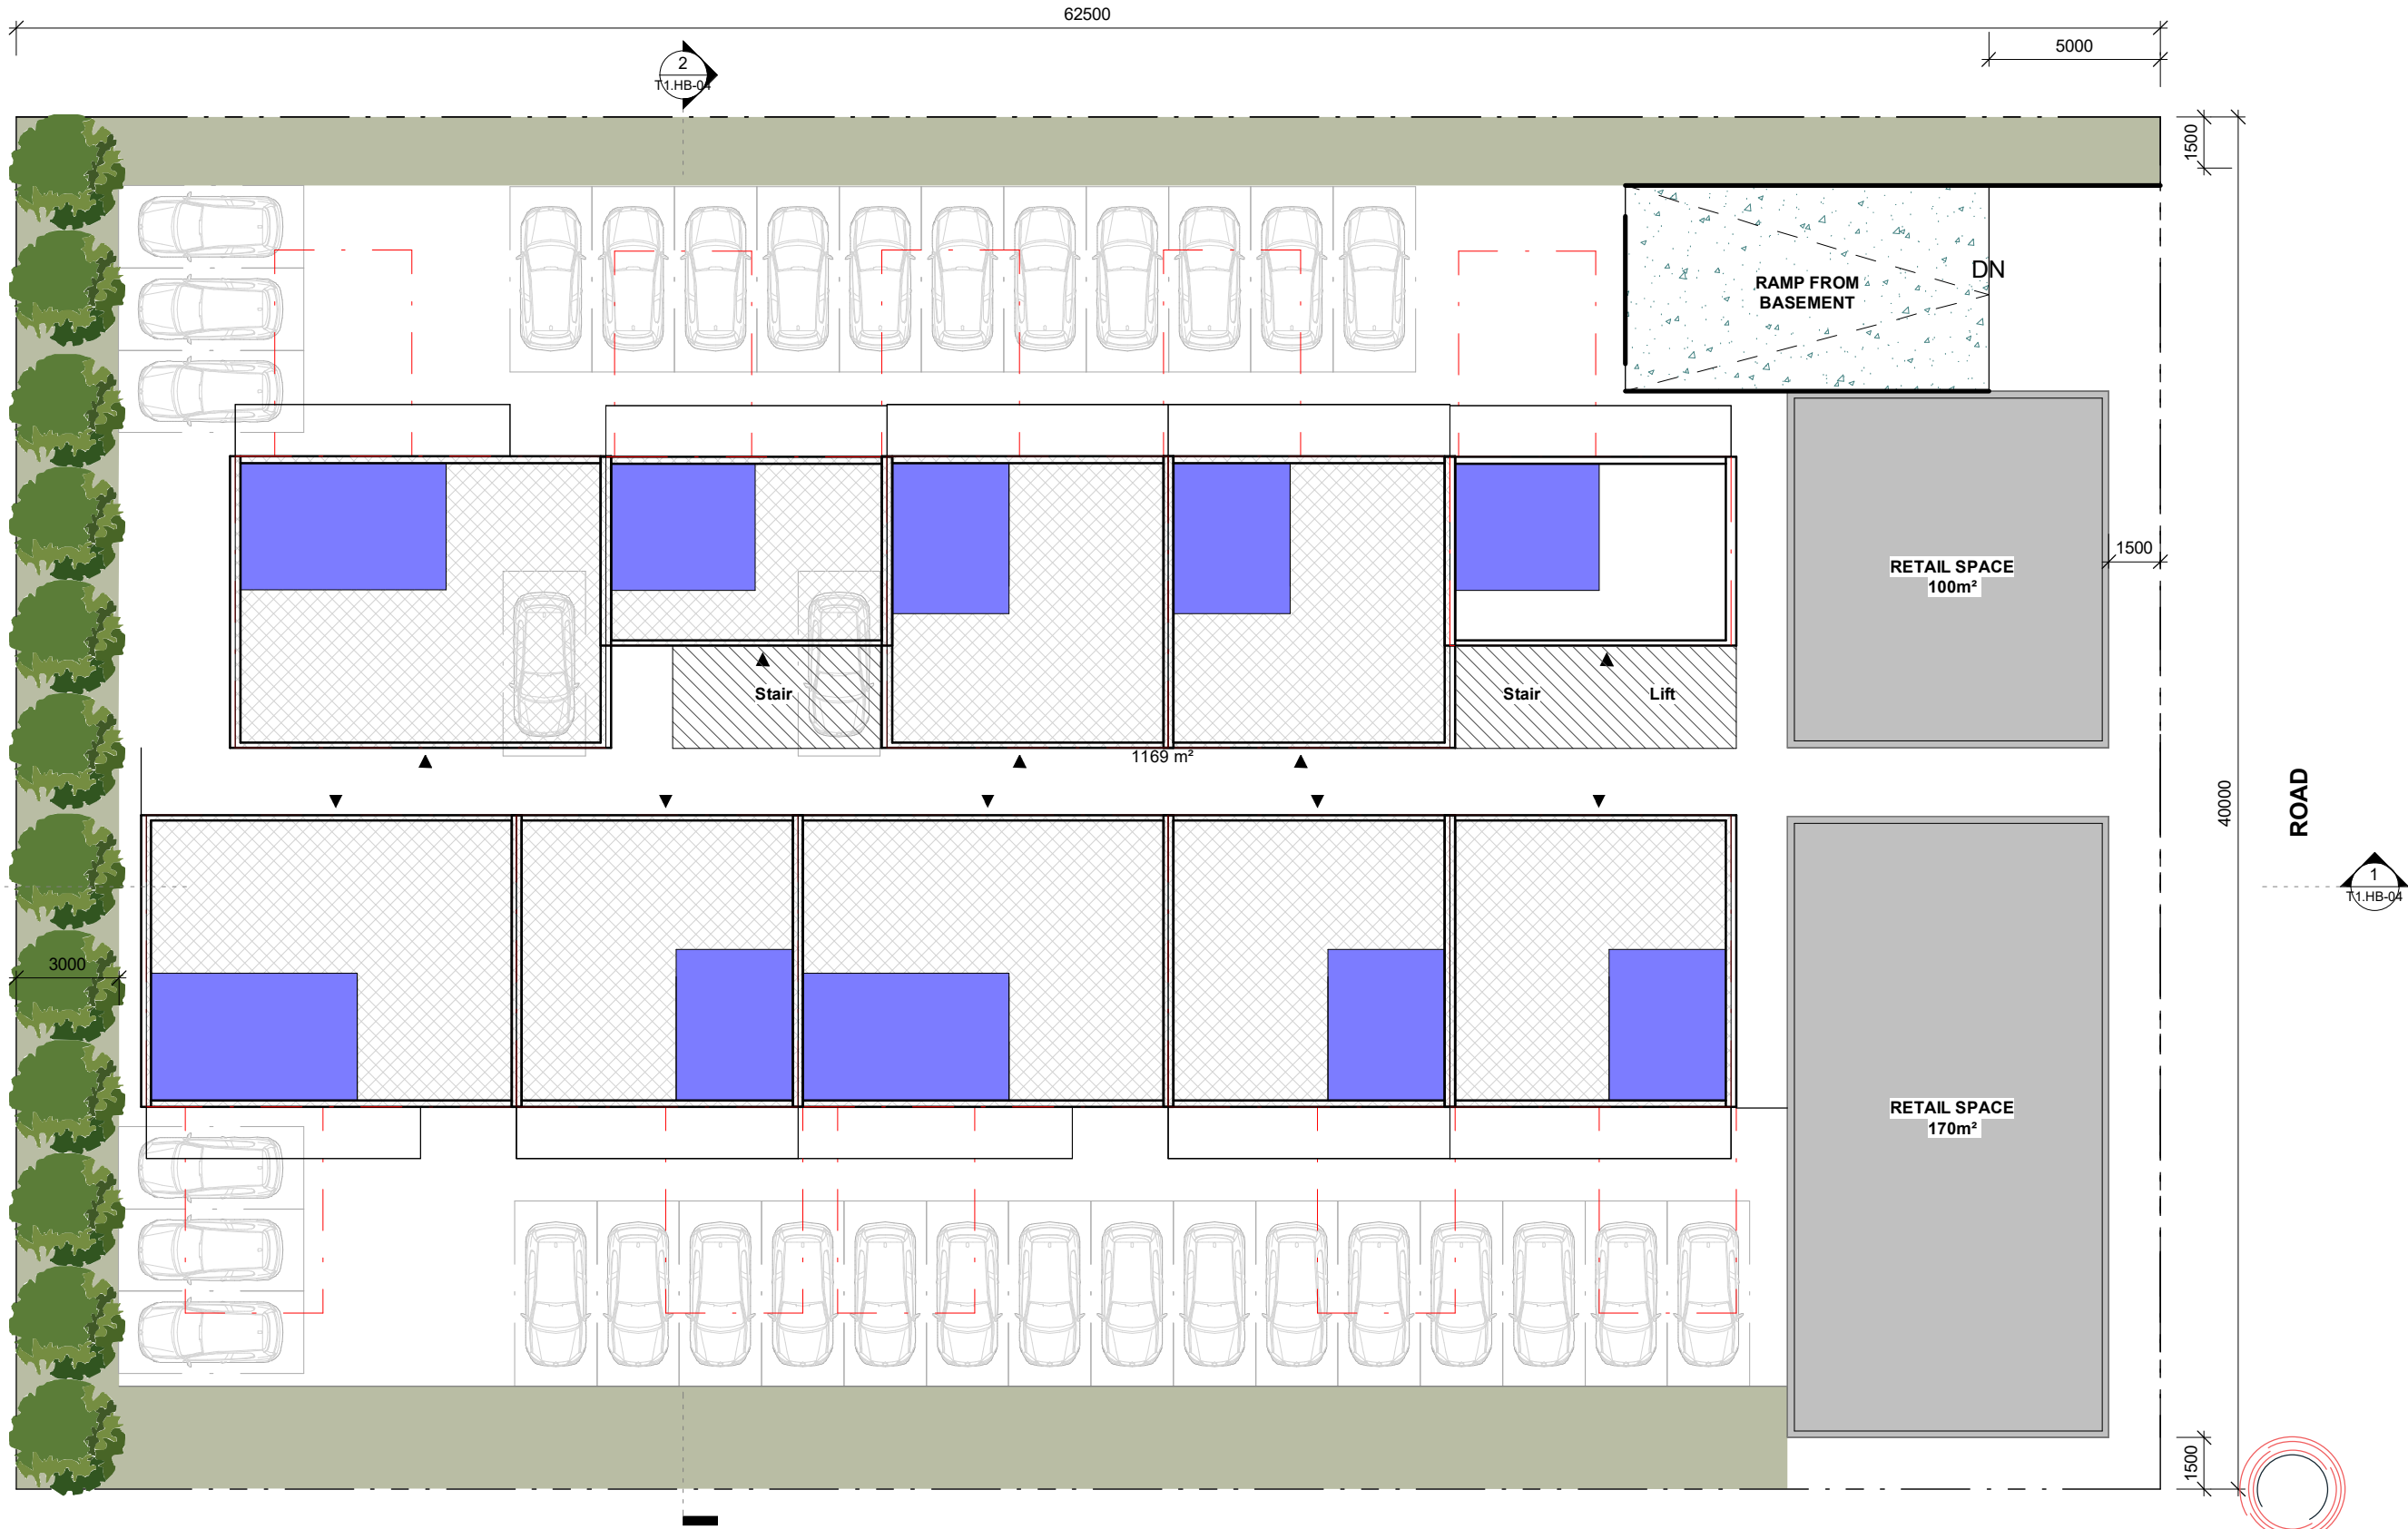 62500
5000
2
T1.HB-04
1500
DN
RAMP FROM
BASEMENT
1500
RETAIL SPACE
100m²
Stair
Stair
Lift
1169 m²
40000
ROAD
1
T1.HB-04
3000
RETAIL SPACE
170m²
1500